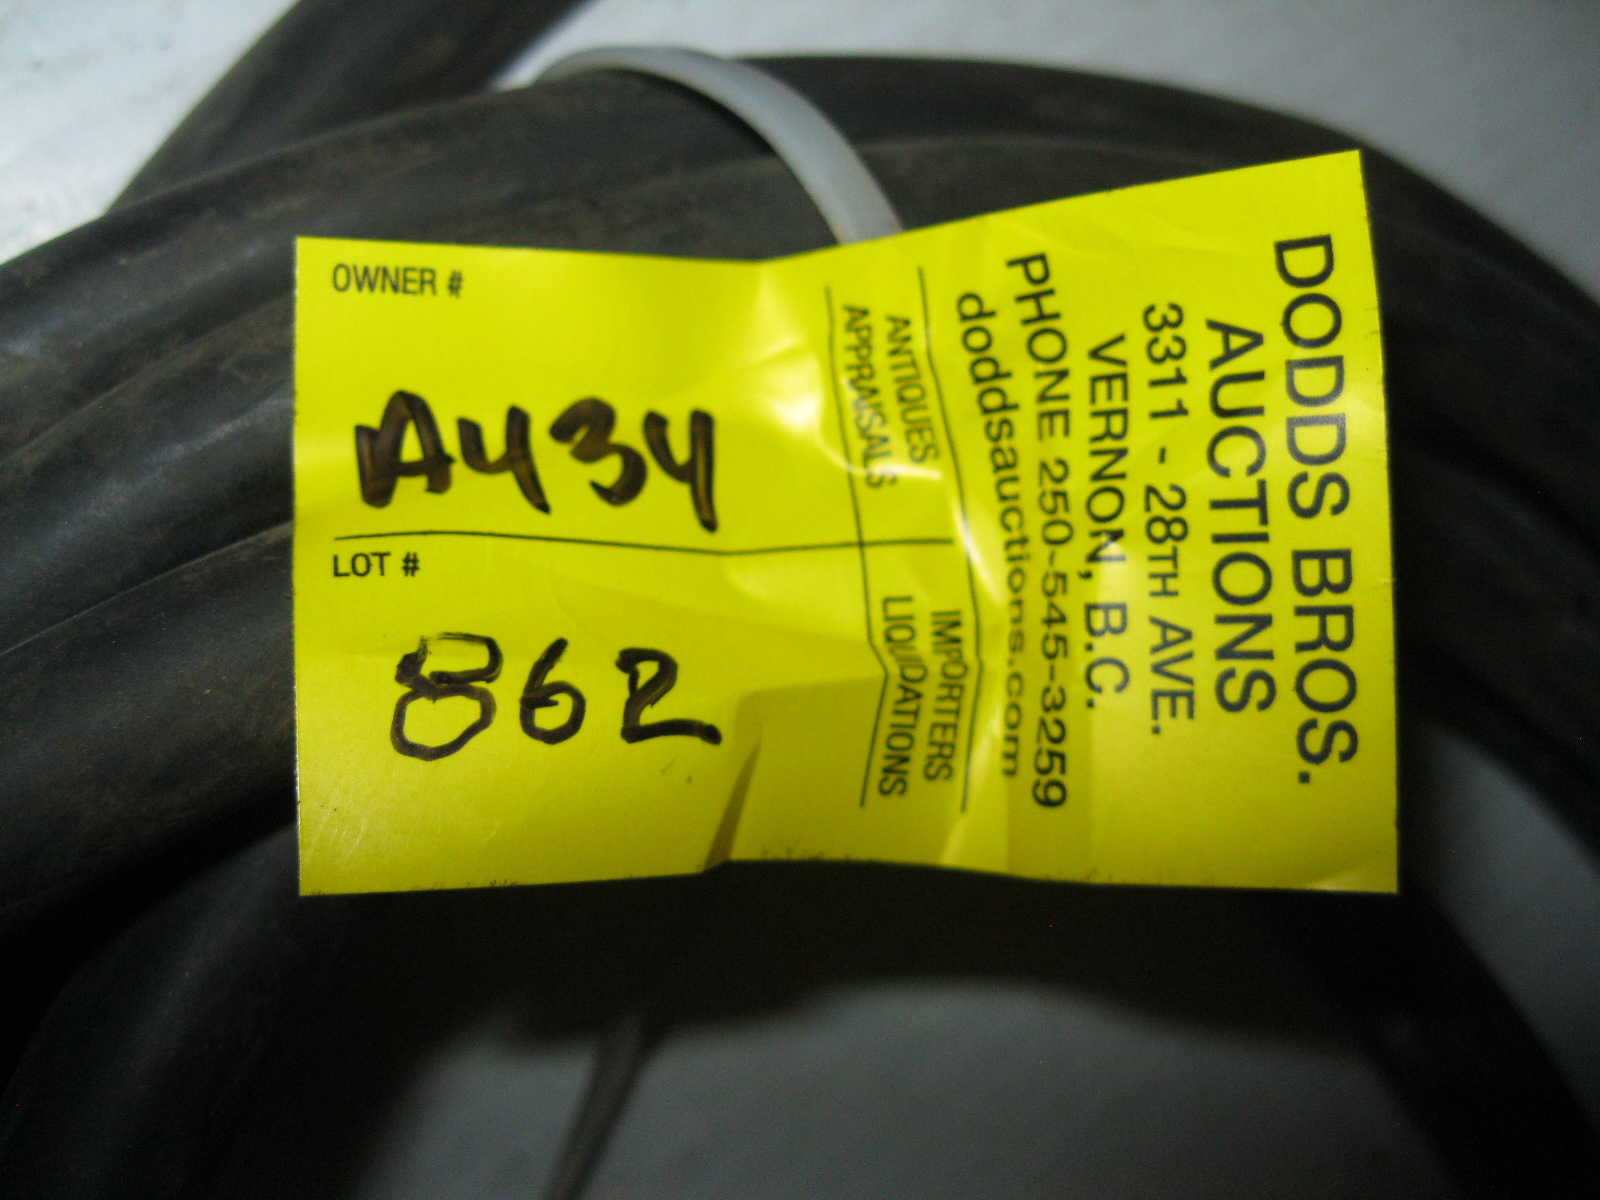 OWNER #
A434
LOT #
862
DODDS BROS.
AUCTIONS
3311 - 28TH AVE.
VERNON, B.C.
PHONE 250-545-3259
doddsauctions.com
ANTIQUES
APPRAISALS
IMPORTERS
LIQUIDATIONS